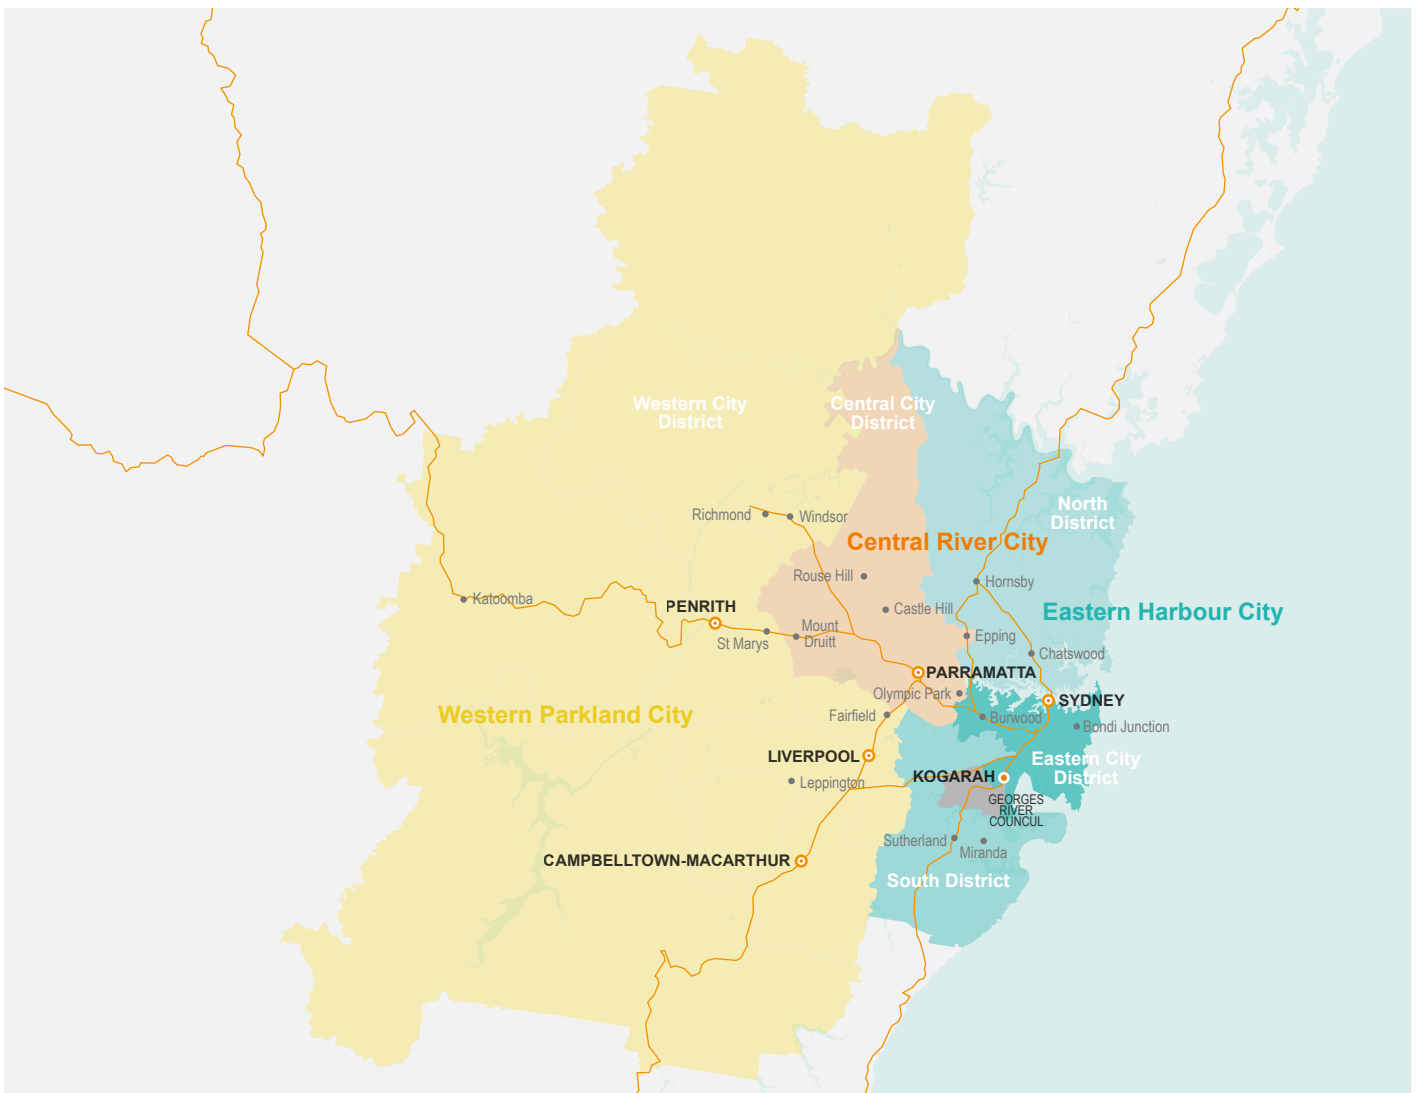 Western City
District
Central City
District
North
District
Richmond
Windsor
Central River City
Rouse Hill
Hornsby
Katoomba
PENRITH
Castle Hill
Eastern Harbour City
St Marys
Mount
Druitt
Epping
Chatswood
PARRAMATTA
Olympic Park
SYDNEY
Western Parkland City
Fairfield
Burwood
Bondi Junction
LIVERPOOL
Eastern City
District
Leppington
KOGARAH
GEORGES
RIVER
COUNCUL
Sutherland
Miranda
CAMPBELLTOWN-MACARTHUR
South District